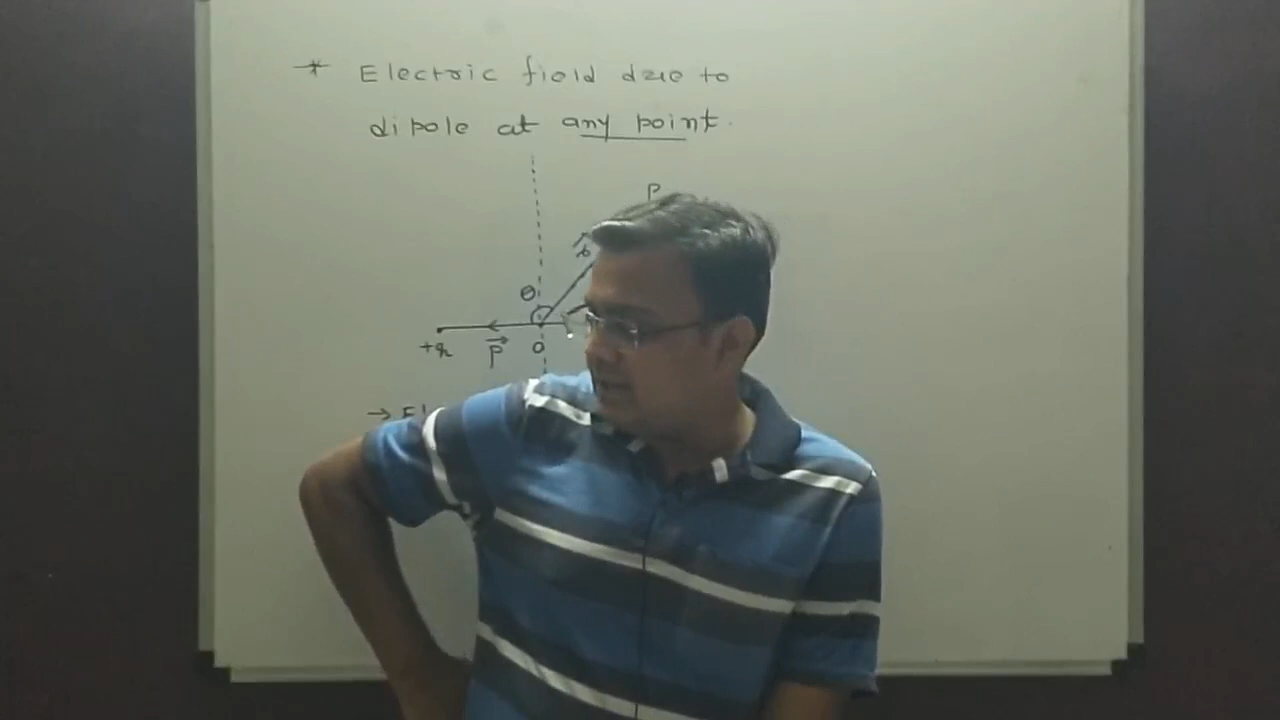 * Electric field due to
dipole at any point.
P
r
θ
+q
p⃗
O
→